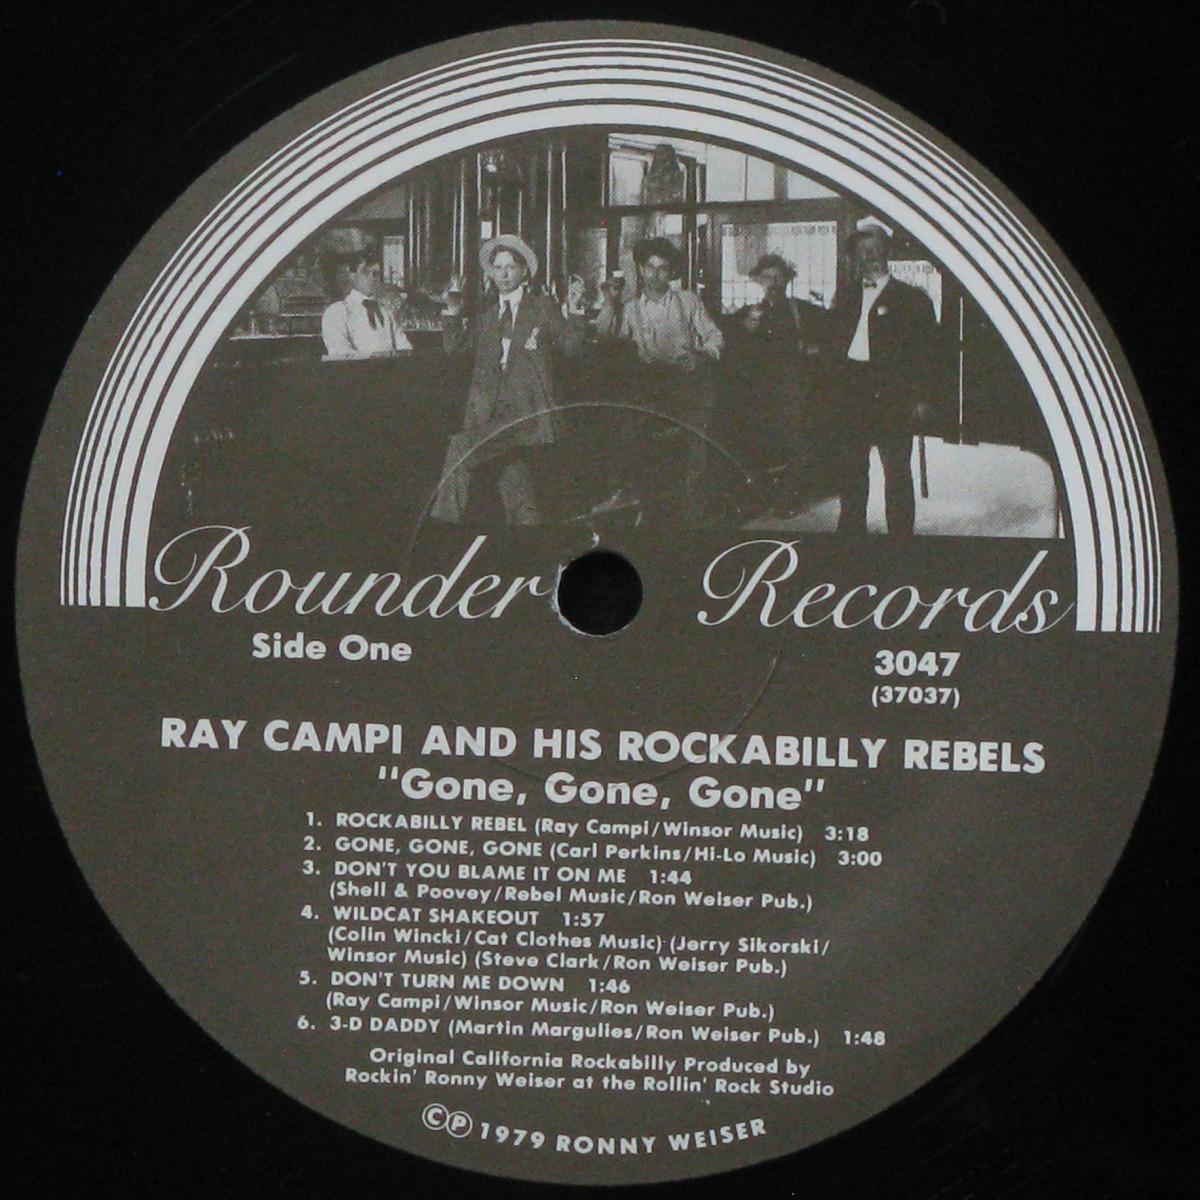 Rounder Records
Side One
3047
(37037)
RAY CAMPI AND HIS ROCKABILLY REBELS
"Gone, Gone, Gone"
1. ROCKABILLY REBEL (Ray Campi/Winsor Music) 3:18
2. GONE, GONE, GONE (Carl Perkins/Hi-Lo Music) 3:00
3. DON'T YOU BLAME IT ON ME 1:44
(Shell & Poovey/Rebel Music/Ron Weiser Pub.)
4. WILDCAT SHAKEOUT 1:57
(Colin Wincki/Cat Clothes Music) (Jerry Sikorski/
Winsor Music) (Steve Clark/Ron Weiser Pub.)
5. DON'T TURN ME DOWN 1:46
(Ray Campi/Winsor Music/Ron Weiser Pub.)
6. 3-D DADDY (Martin Margulies/Ron Weiser Pub.) 1:48
Original California Rockabilly Produced by
Rockin' Ronny Weiser at the Rollin' Rock Studio
©℗ 1979 RONNY WEISER